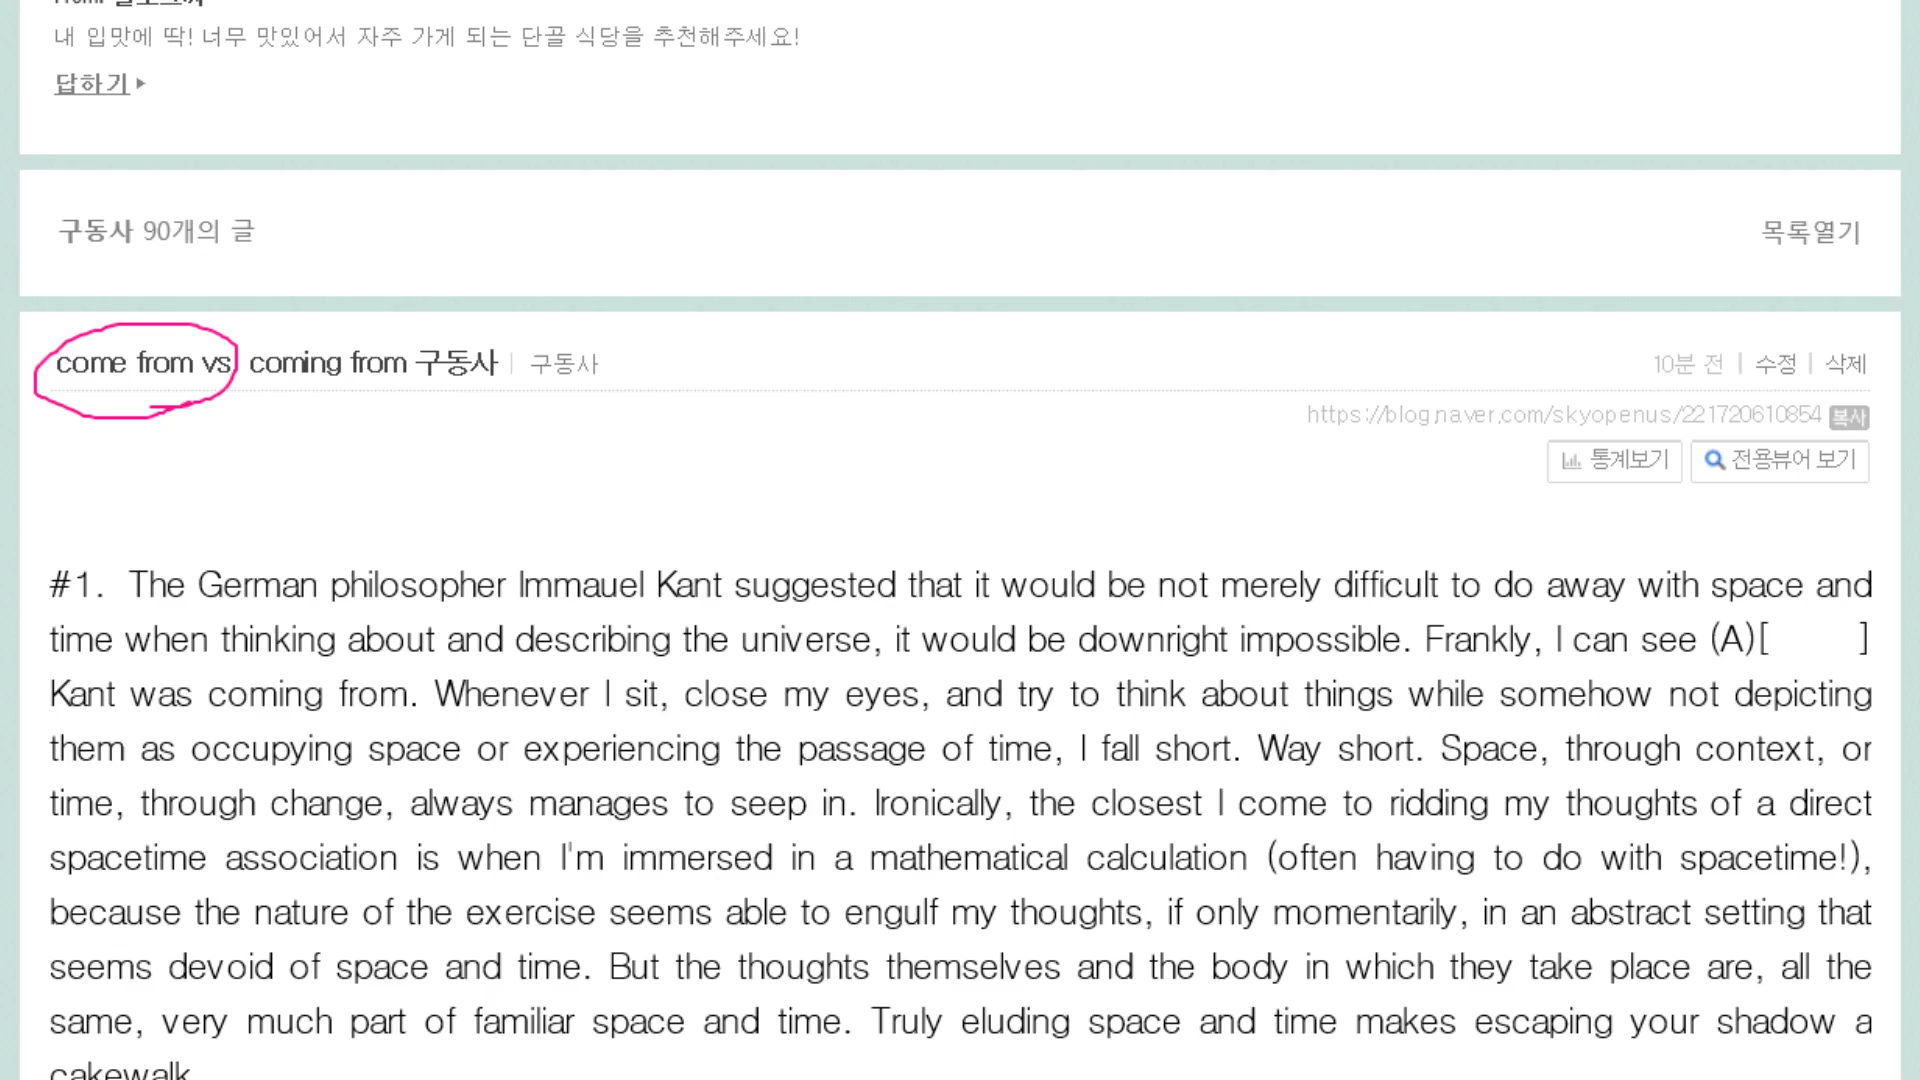 내 입맛에 딱! 너무 맛있어서 자주 가게 되는 단골 식당을 추천해주세요!
답하기
구동사 90개의 글
목록열기
come from vs coming from 구동사 | 구동사
10분 전 | 수정 | 삭제
https://blog.naver.com/skyopenus/221720610854 복사
통계보기 전용뷰어 보기
#1. The German philosopher Immauel Kant suggested that it would be not merely difficult to do away with space and
time when thinking about and describing the universe, it would be downright impossible. Frankly, I can see (A)[ ]
Kant was coming from. Whenever I sit, close my eyes, and try to think about things while somehow not depicting
them as occupying space or experiencing the passage of time, I fall short. Way short. Space, through context, or
time, through change, always manages to seep in. Ironically, the closest I come to ridding my thoughts of a direct
spacetime association is when I'm immersed in a mathematical calculation (often having to do with spacetime!),
because the nature of the exercise seems able to engulf my thoughts, if only momentarily, in an abstract setting that
seems devoid of space and time. But the thoughts themselves and the body in which they take place are, all the
same, very much part of familiar space and time. Truly eluding space and time makes escaping your shadow a
cakewalk